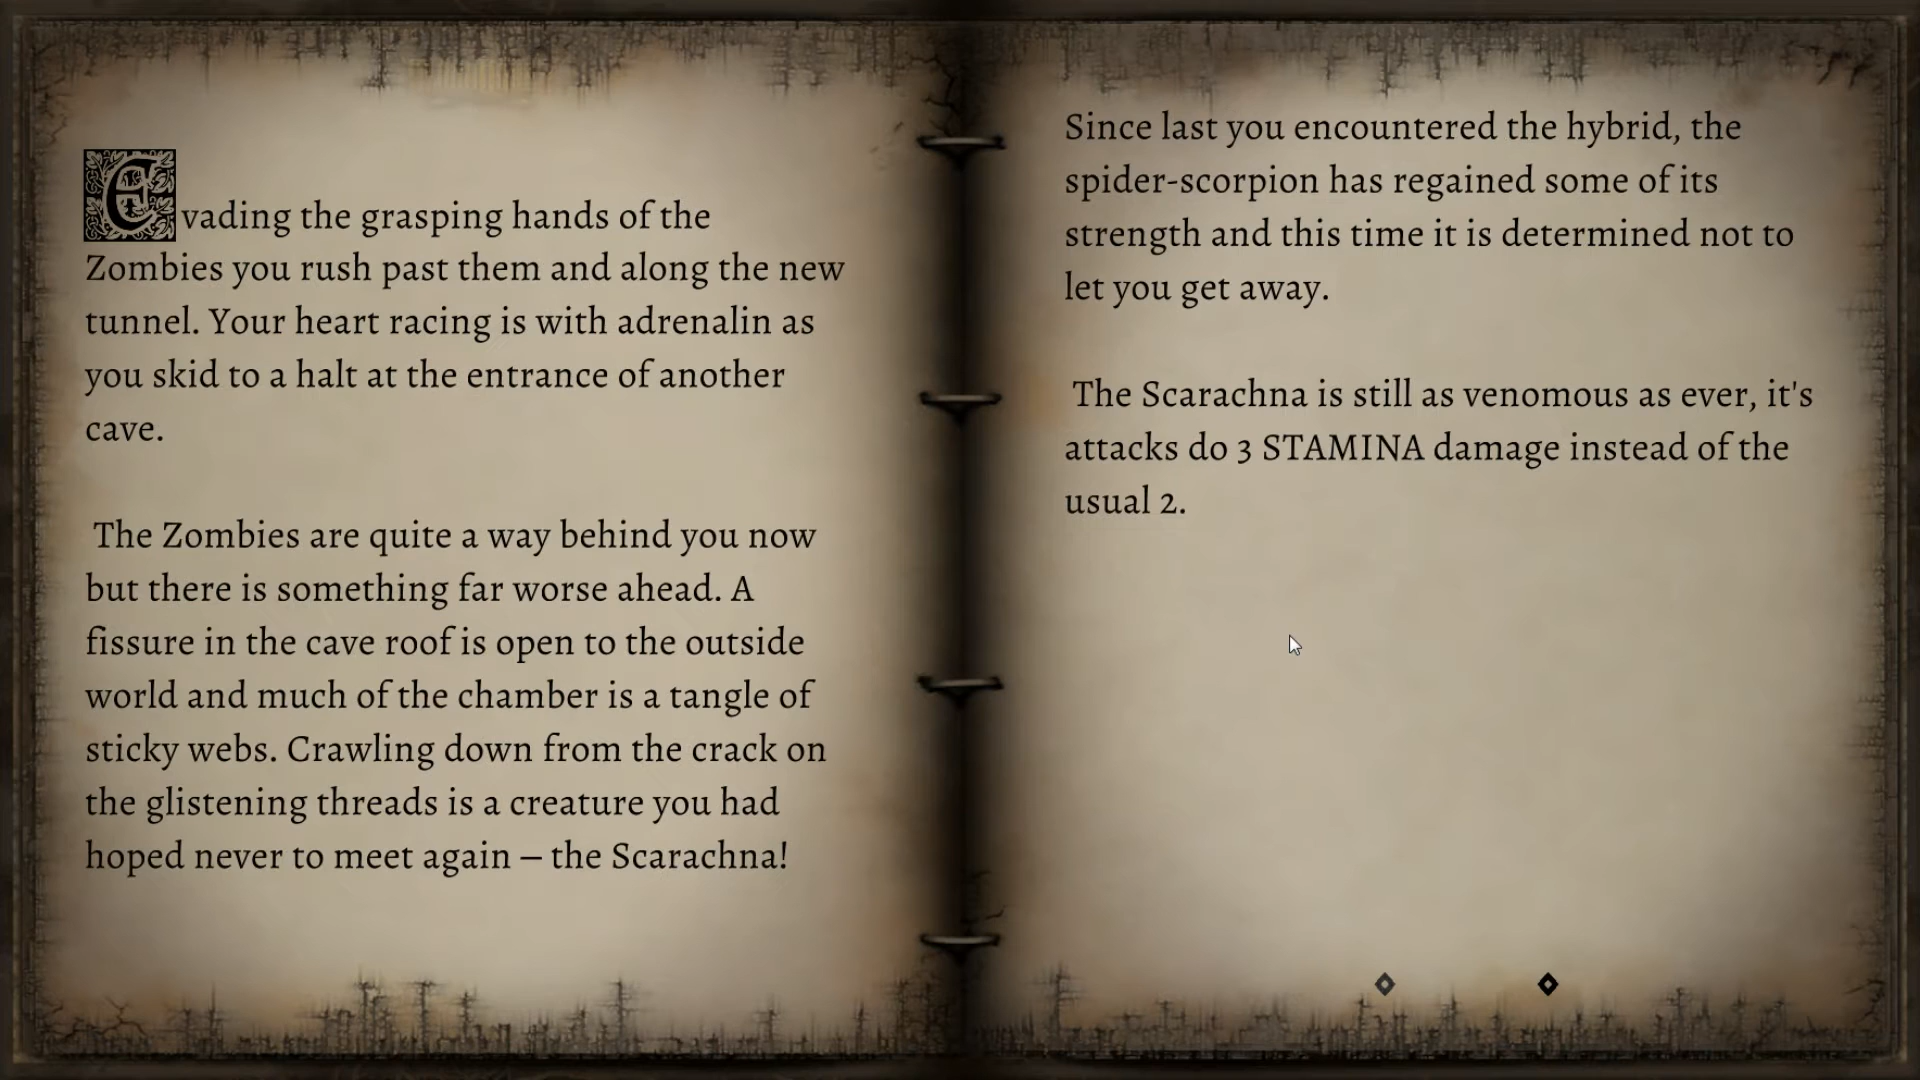 Evading the grasping hands of the
Zombies you rush past them and along the new
tunnel. Your heart racing is with adrenalin as
you skid to a halt at the entrance of another
cave.
The Zombies are quite a way behind you now
but there is something far worse ahead. A
fissure in the cave roof is open to the outside
world and much of the chamber is a tangle of
sticky webs. Crawling down from the crack on
the glistening threads is a creature you had
hoped never to meet again – the Scarachna!
Since last you encountered the hybrid, the
spider-scorpion has regained some of its
strength and this time it is determined not to
let you get away.
The Scarachna is still as venomous as ever, it's
attacks do 3 STAMINA damage instead of the
usual 2.